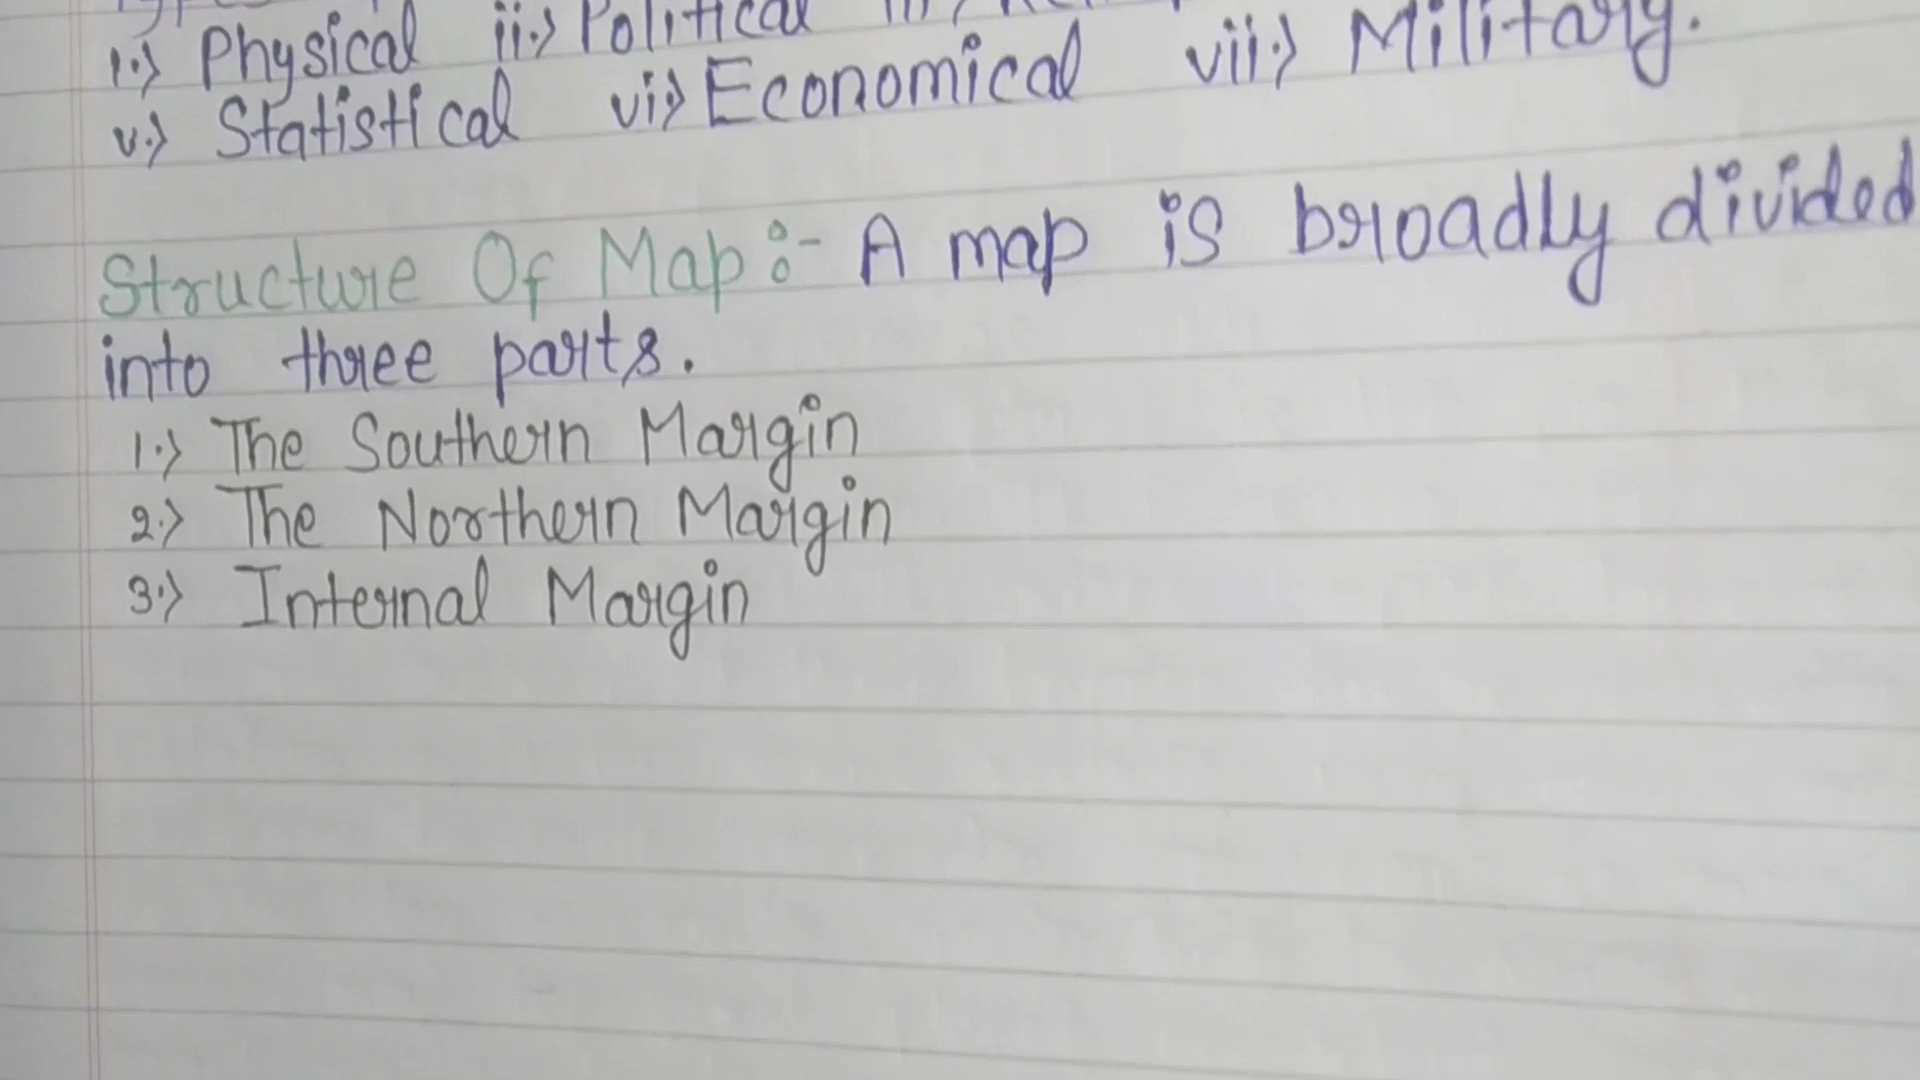 i.) Physical ii.) Political
v.) Statistical vi) Economical vii.) Military.
Structure Of Map :- A map is broadly divided
into three parts.
1.) The Southern Margin
2.) The Northern Margin
3.) Internal Margin